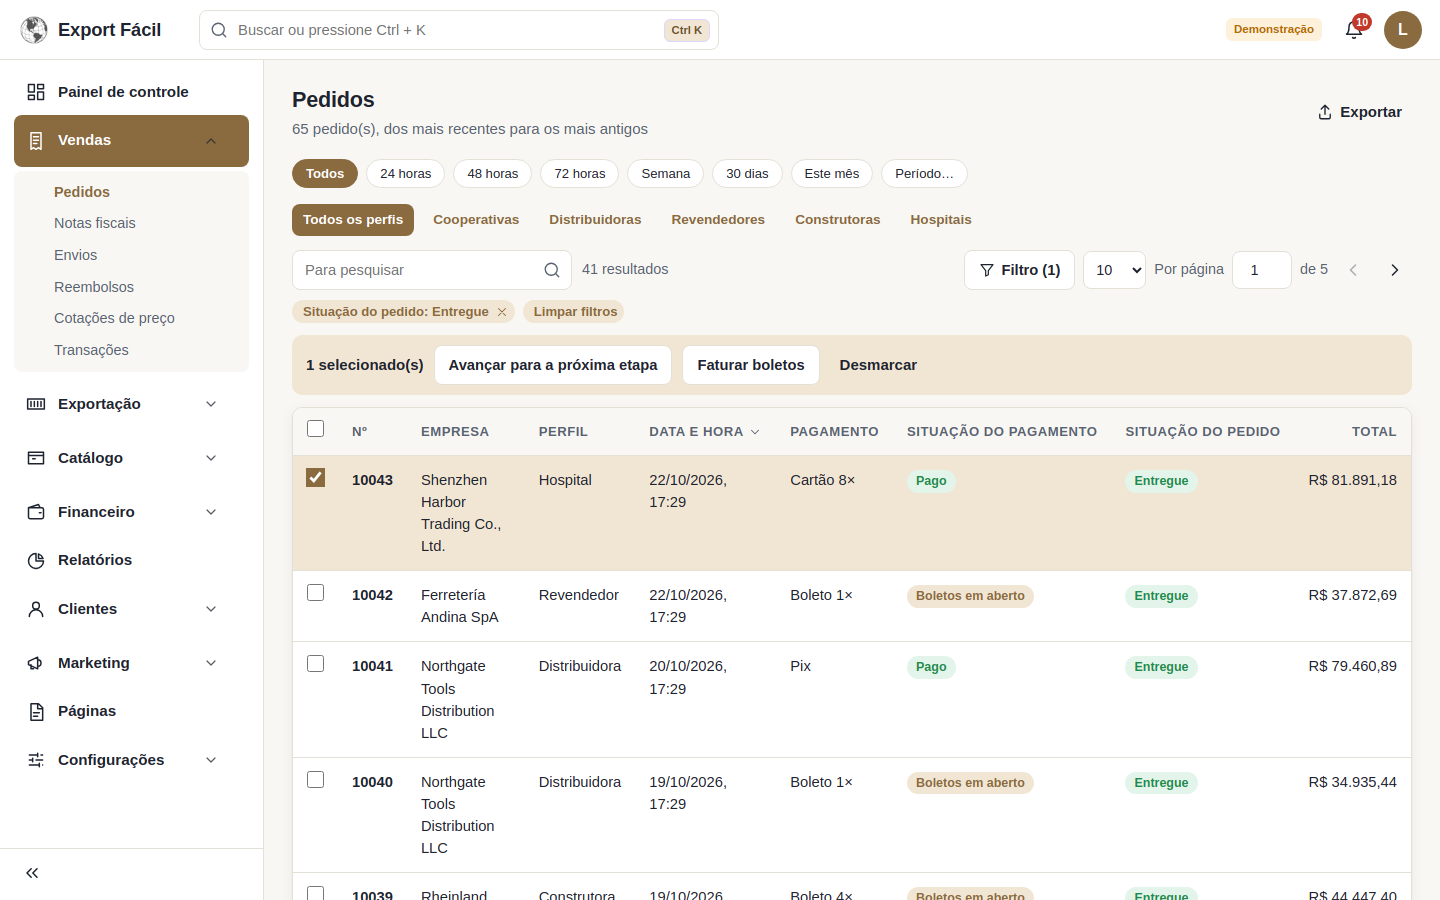 Export Fácil
Buscar ou pressione Ctrl + K
Ctrl K
Demonstração
10
L
Painel de controle
Vendas
Pedidos
Notas fiscais
Envios
Reembolsos
Cotações de preço
Transações
Exportação
Catálogo
Financeiro
Relatórios
Clientes
Marketing
Páginas
Configurações
Pedidos
65 pedido(s), dos mais recentes para os mais antigos
Exportar
Todos 24 horas 48 horas 72 horas Semana 30 dias Este mês Período…
Todos os perfis Cooperativas Distribuidoras Revendedores Construtoras Hospitais
Para pesquisar 41 resultados Filtro (1) 10 Por página 1 de 5
Situação do pedido: Entregue Limpar filtros
1 selecionado(s) Avançar para a próxima etapa Faturar boletos Desmarcar
Nº EMPRESA PERFIL DATA E HORA PAGAMENTO SITUAÇÃO DO PAGAMENTO SITUAÇÃO DO PEDIDO TOTAL
10043 Shenzhen Hospital 22/10/2026, Cartão 8× Pago Entregue R$ 81.891,18
Harbor 17:29
Trading Co.,
Ltd.
10042 Ferretería Revendedor 22/10/2026, Boleto 1× Boletos em aberto Entregue R$ 37.872,69
Andina SpA 17:29
10041 Northgate Distribuidora 20/10/2026, Pix Pago Entregue R$ 79.460,89
Tools 17:29
Distribution
LLC
10040 Northgate Distribuidora 19/10/2026, Boleto 1× Boletos em aberto Entregue R$ 34.935,44
Tools 17:29
Distribution
LLC
10039 Rheinland Construtora 19/10/2026, Boleto 4× Boletos em aberto Entregue R$ 44.447,40